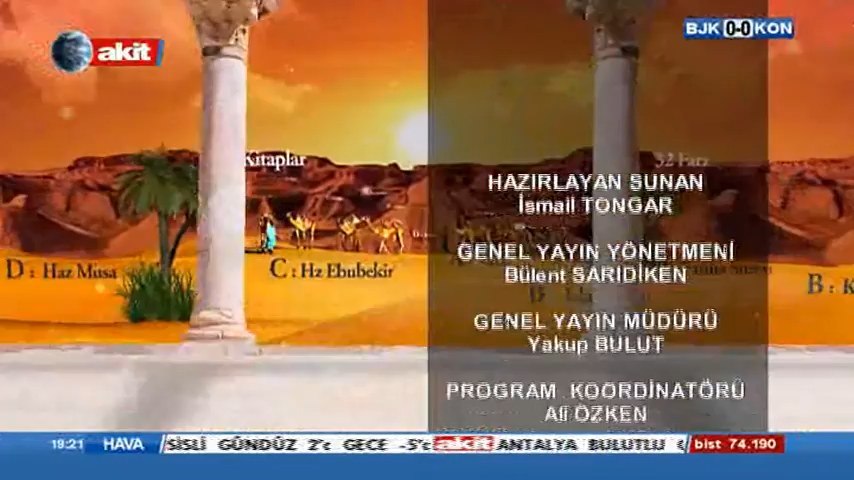 akit
BJK 0-0 KON
Kitaplar
32 Farz
HAZIRLAYAN SUNAN
İsmail TONGAR
GENEL YAYIN YÖNETMENİ
Bülent SARIDİKEN
D : Haz Musa
C : Hz Ebubekir
B : K
GENEL YAYIN MÜDÜRÜ
Yakup BULUT
PROGRAM KOORDİNATÖRÜ
Ali ÖZKEN
19:21 HAVA SİSLİ GÜNDÜZ 2°c GECE -5°c akit ANTALYA BULUTLU bist 74.190